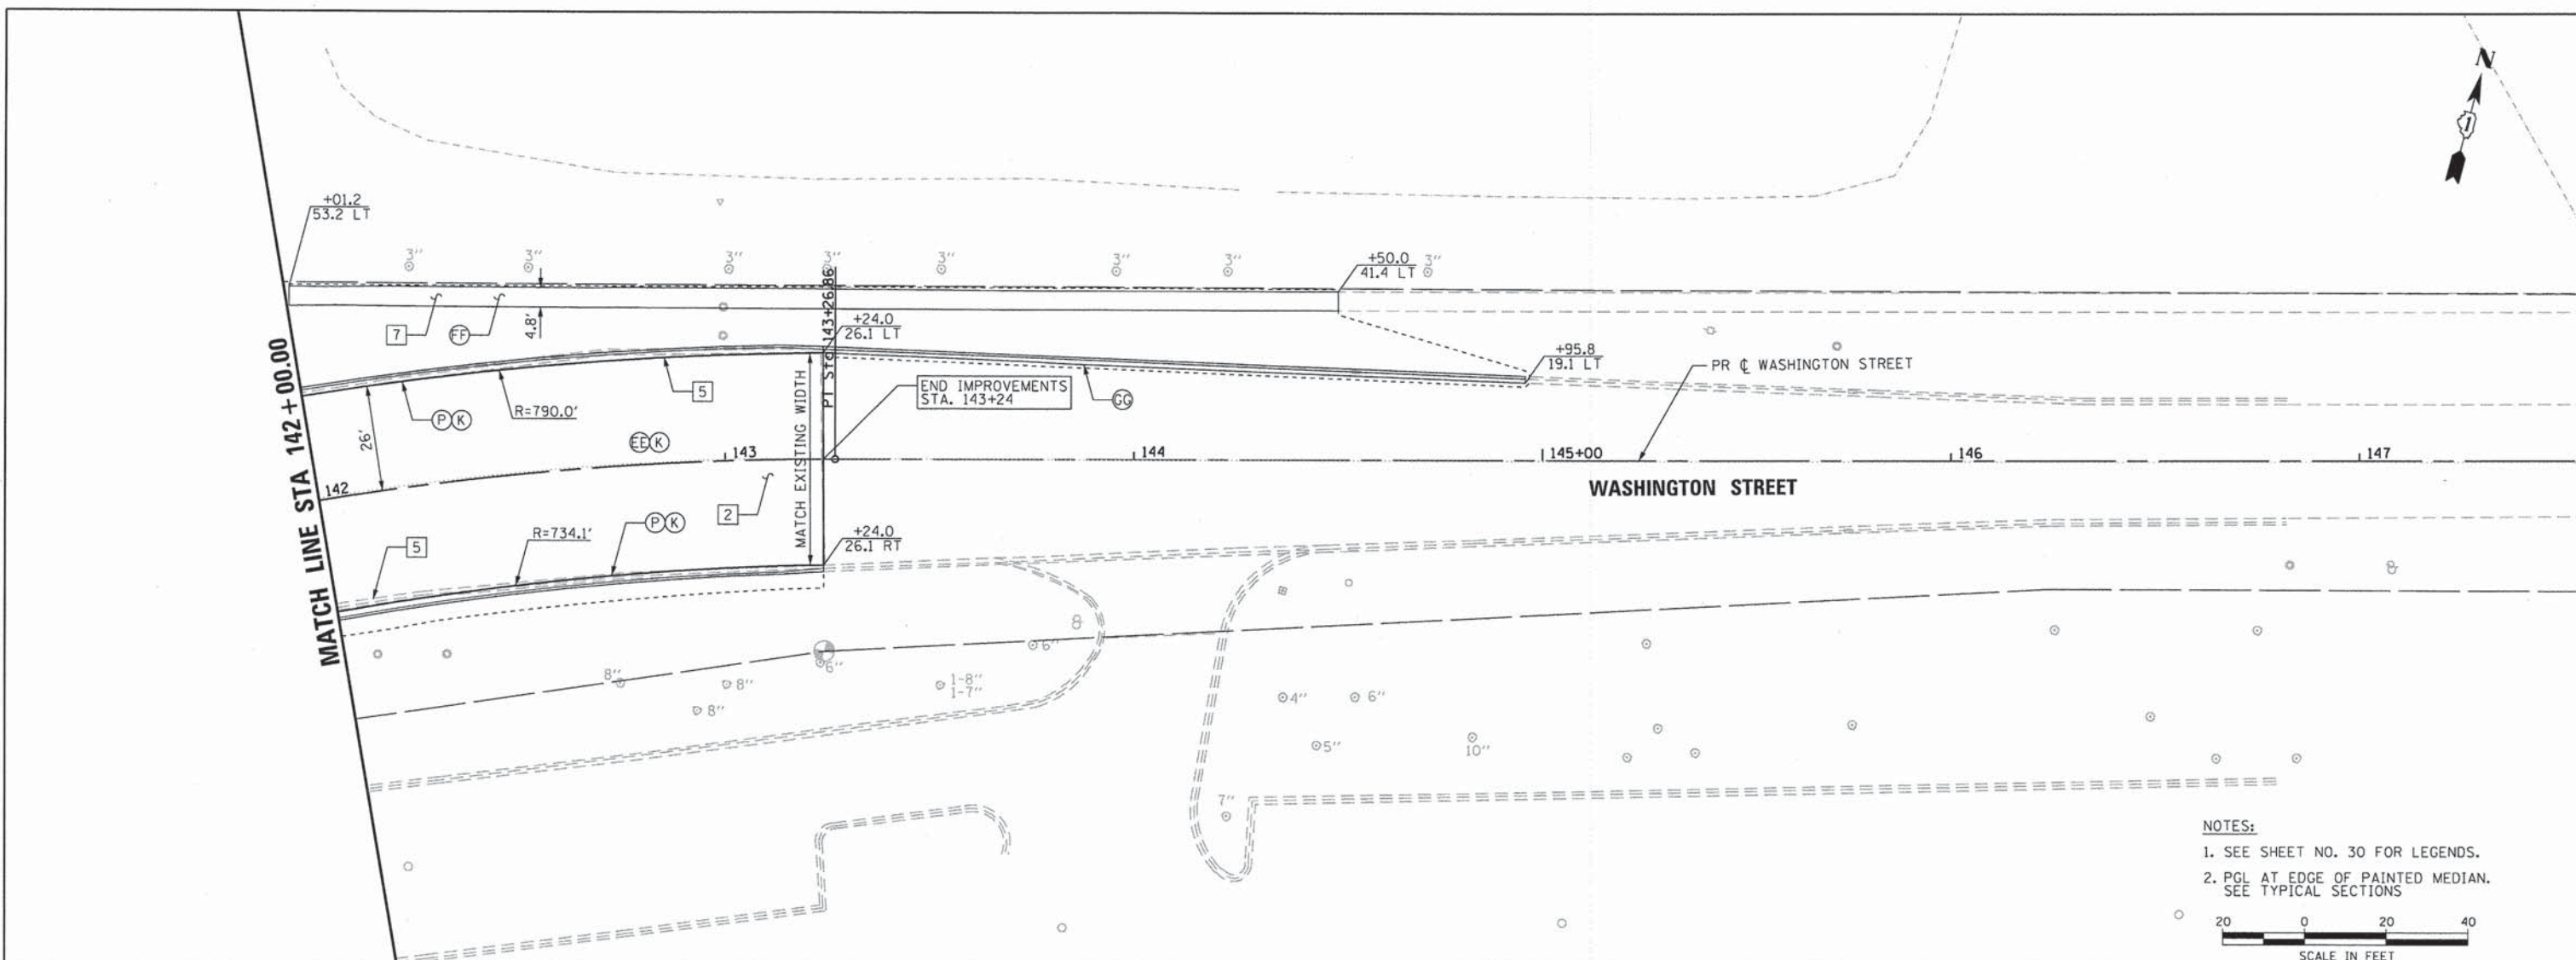 N
1
+01.2
53.2 LT
3"
3"
3"
3"
3"
3"
3"
3"
+50.0
41.4 LT
7
FF
4.8'
PT Sta 143+26.86
+24.0
26.1 LT
+95.8
19.1 LT
PR ℄ WASHINGTON STREET
5
END IMPROVEMENTS
STA. 143+24
GG
P K
R=790.0'
26'
EE K
MATCH EXISTING WIDTH
MATCH LINE STA 142+00.00
142
143
144
145+00
146
147
WASHINGTON STREET
2
P K
R=734.1'
5
+24.0
26.1 RT
8"
8"
8"
6"
1-8"
1-7"
6"
4"
6"
5"
10"
7"
NOTES:
1. SEE SHEET NO. 30 FOR LEGENDS.
2. PGL AT EDGE OF PAINTED MEDIAN.
SEE TYPICAL SECTIONS
20 0 20 40
SCALE IN FEET